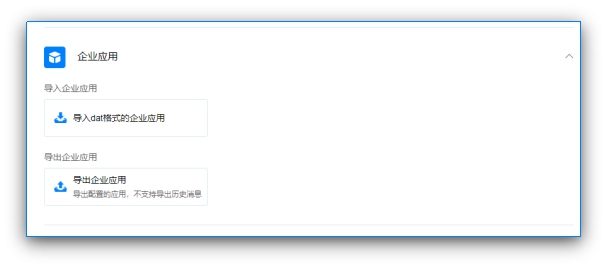 企业应用
导入企业应用
导入dat格式的企业应用
导出企业应用
导出企业应用
导出配置的应用，不支持导出历史消息